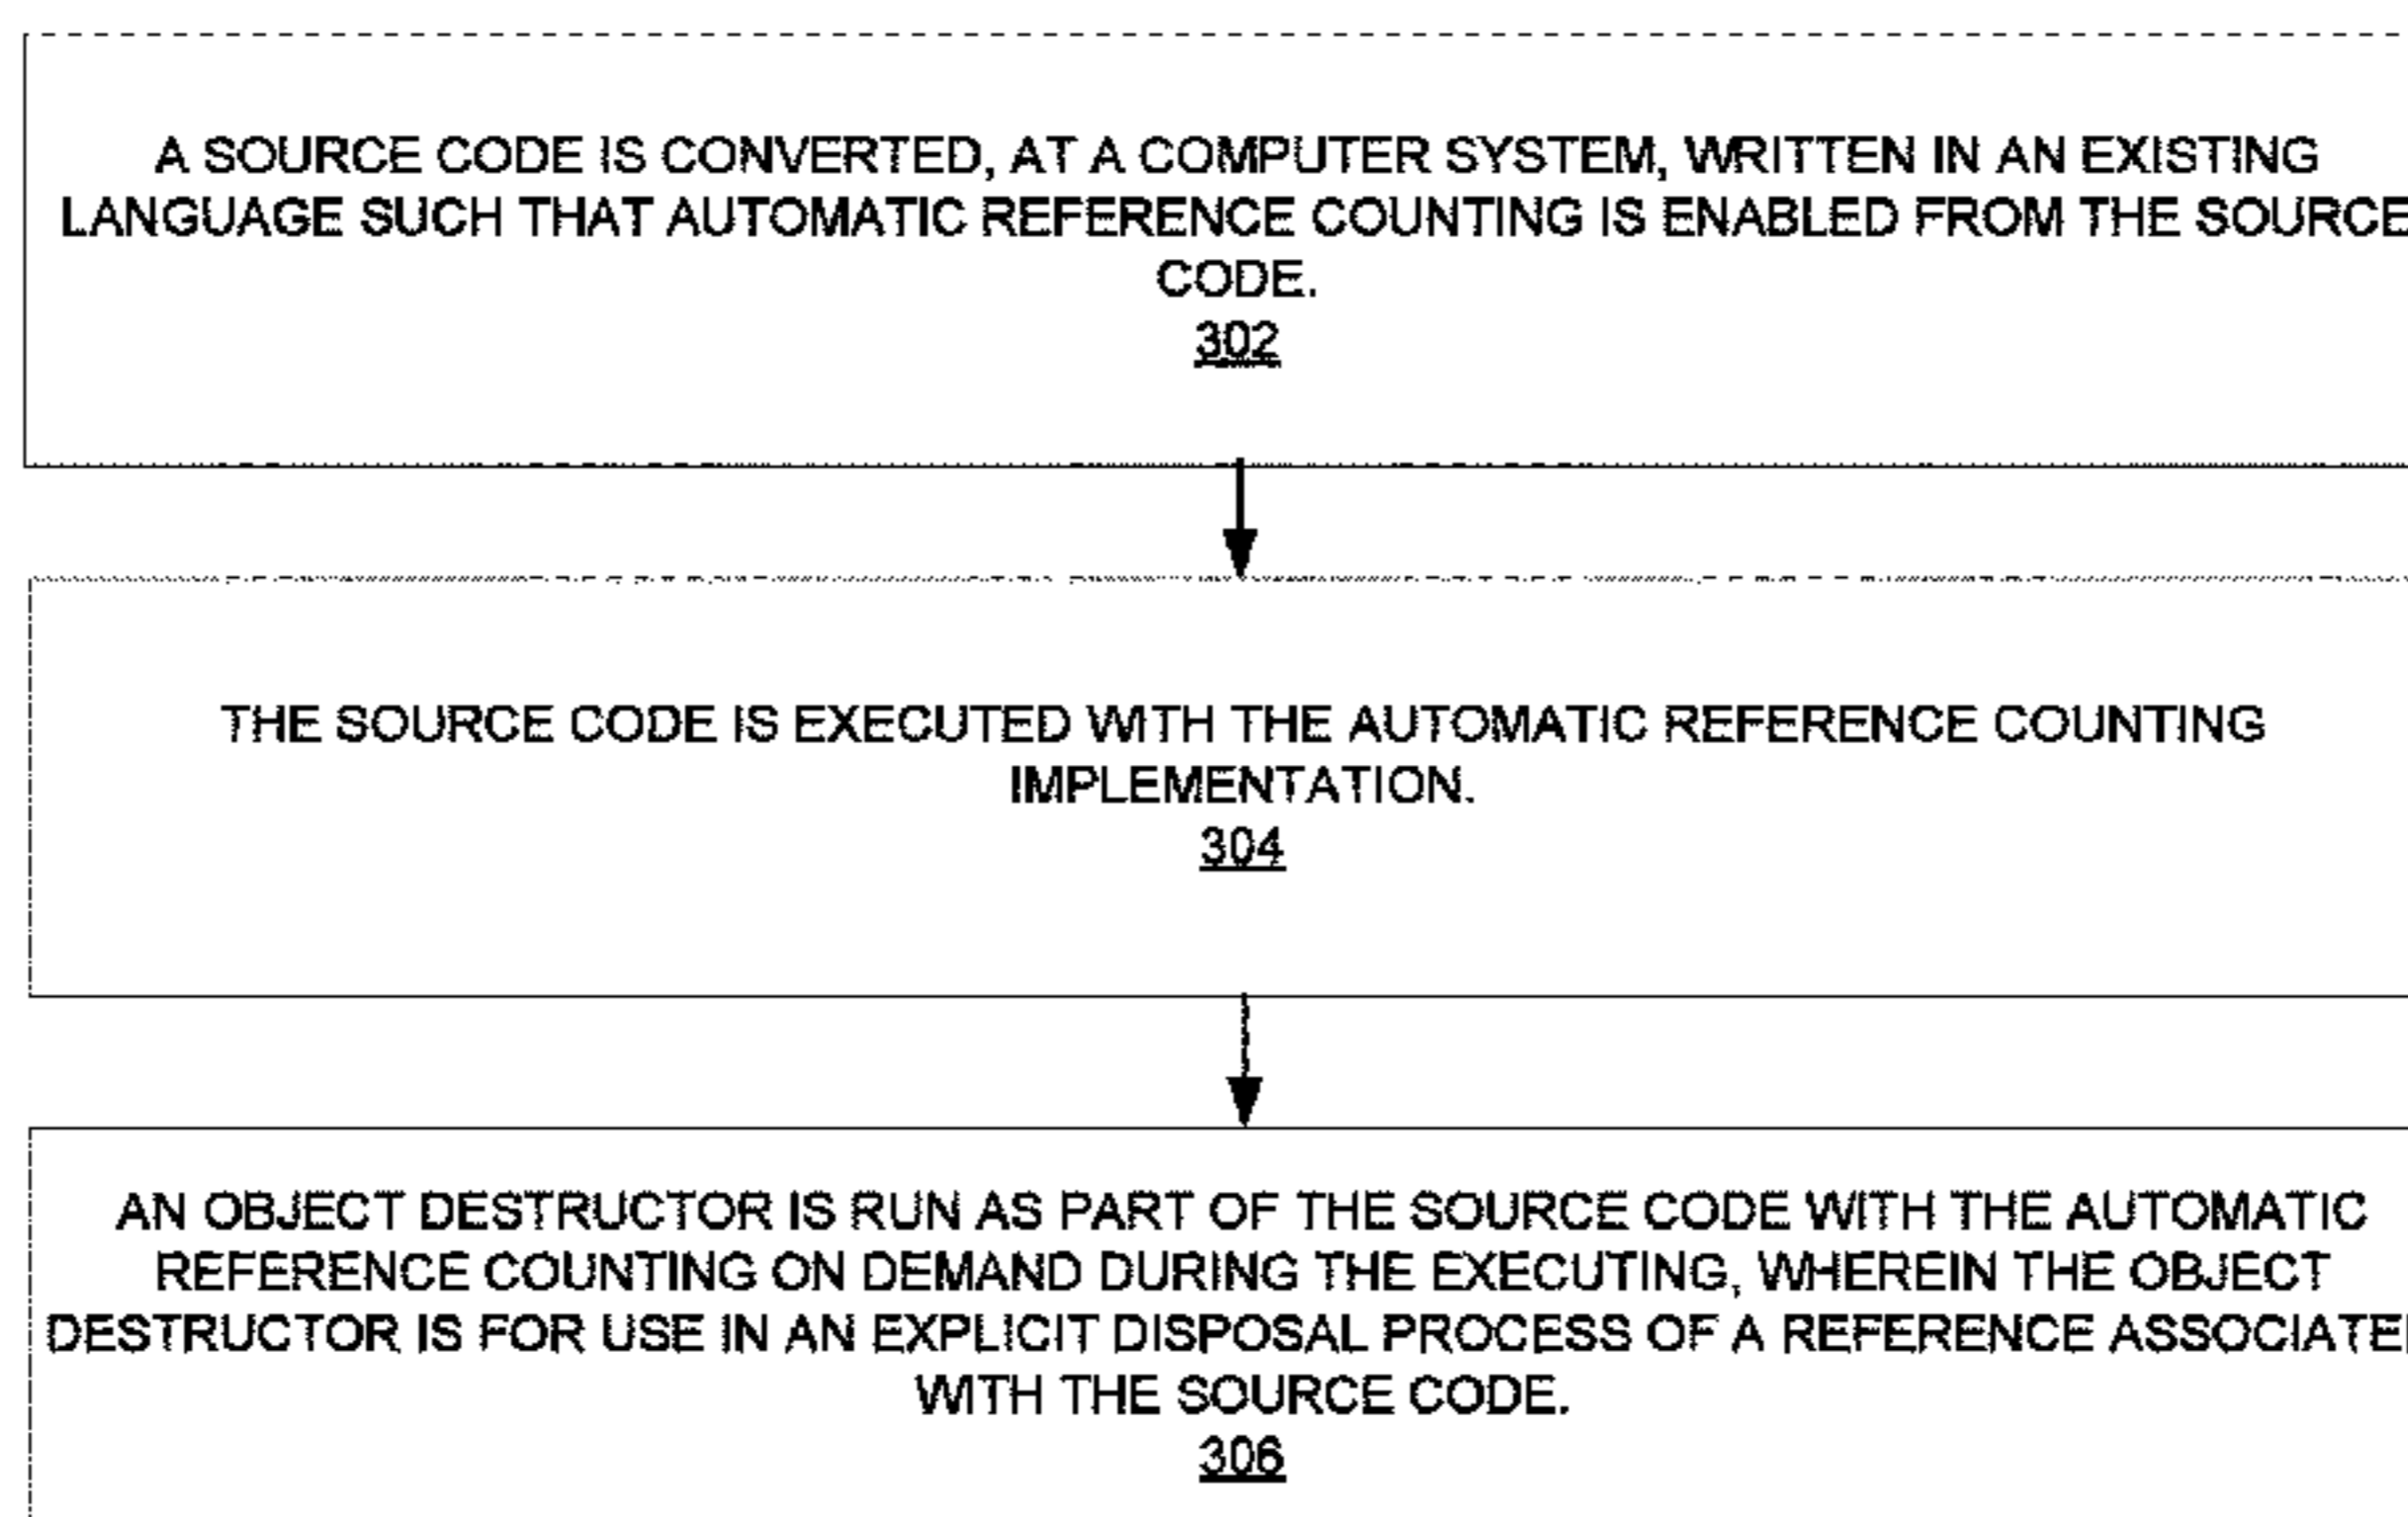 A SOURCE CODE IS CONVERTED, AT A COMPUTER SYSTEM, WRITTEN IN AN EXISTING
LANGUAGE SUCH THAT AUTOMATIC REFERENCE COUNTING IS ENABLED FROM THE SOURCE
CODE.
302
THE SOURCE CODE IS EXECUTED WITH THE AUTOMATIC REFERENCE COUNTING
IMPLEMENTATION.
304
AN OBJECT DESTRUCTOR IS RUN AS PART OF THE SOURCE CODE WITH THE AUTOMATIC
REFERENCE COUNTING ON DEMAND DURING THE EXECUTING, WHEREIN THE OBJECT
DESTRUCTOR IS FOR USE IN AN EXPLICIT DISPOSAL PROCESS OF A REFERENCE ASSOCIATE
WITH THE SOURCE CODE.
306